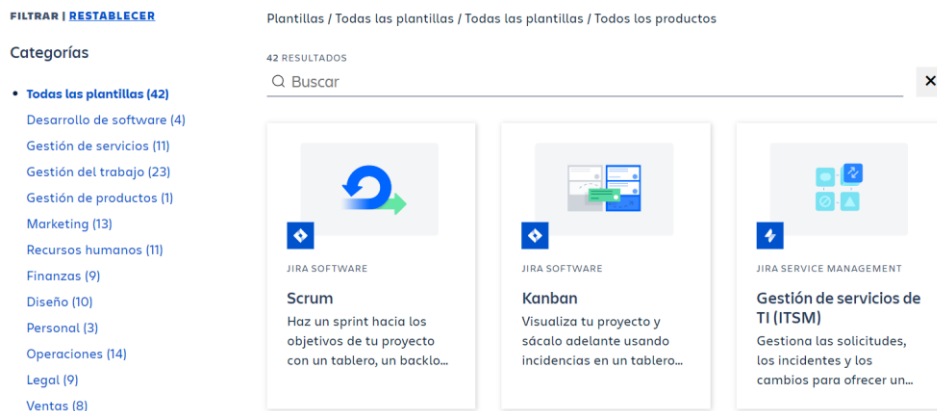 FILTRAR | RESTABLECER
Categorías
Todas las plantillas (42)
Desarrollo de software (4)
Gestión de servicios (11)
Gestión del trabajo (23)
Gestión de productos (1)
Marketing (13)
Recursos humanos (11)
Finanzas (9)
Diseño (10)
Personal (3)
Operaciones (14)
Legal (9)
Ventas (8)
Plantillas / Todas las plantillas / Todas las plantillas / Todos los productos
42 RESULTADOS
Buscar
JIRA SOFTWARE
Scrum
Haz un sprint hacia los
objetivos de tu proyecto
con un tablero, un backlo...
JIRA SOFTWARE
Kanban
Visualiza tu proyecto y
sácalo adelante usando
incidencias en un tablero...
JIRA SERVICE MANAGEMENT
Gestión de servicios de
TI (ITSM)
Gestiona las solicitudes,
los incidentes y los
cambios para ofrecer un...